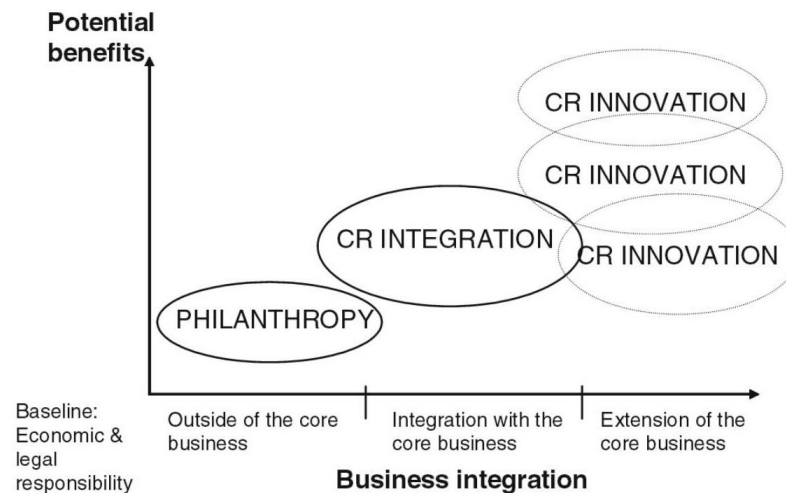 Potential
benefits
CR INNOVATION
CR INNOVATION
CR INTEGRATION
CR INNOVATION
PHILANTHROPY
Baseline:
Economic &
legal
responsibility
Outside of the core
business
Integration with the
core business
Extension of the
core business
Business integration